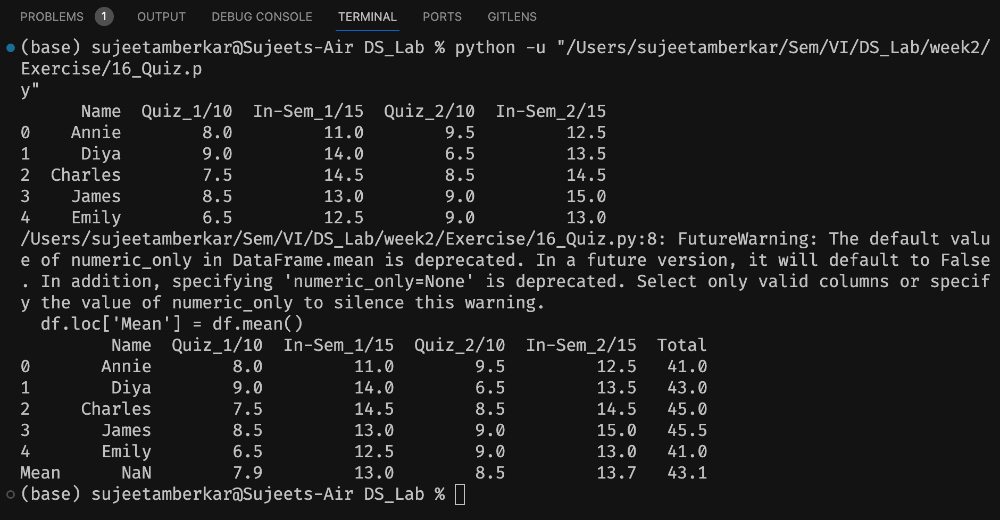 PROBLEMS 1 OUTPUT DEBUG CONSOLE TERMINAL PORTS GITLENS
(base) sujeetamberkar@Sujeets-Air DS_Lab % python -u "/Users/sujeetamberkar/Sem/VI/DS_Lab/week2/
Exercise/16_Quiz.p
y"
      Name  Quiz_1/10  In-Sem_1/15  Quiz_2/10  In-Sem_2/15
0    Annie        8.0         11.0        9.5         12.5
1     Diya        9.0         14.0        6.5         13.5
2  Charles        7.5         14.5        8.5         14.5
3    James        8.5         13.0        9.0         15.0
4    Emily        6.5         12.5        9.0         13.0
/Users/sujeetamberkar/Sem/VI/DS_Lab/week2/Exercise/16_Quiz.py:8: FutureWarning: The default valu
e of numeric_only in DataFrame.mean is deprecated. In a future version, it will default to False
. In addition, specifying 'numeric_only=None' is deprecated. Select only valid columns or specif
y the value of numeric_only to silence this warning.
  df.loc['Mean'] = df.mean()
         Name  Quiz_1/10  In-Sem_1/15  Quiz_2/10  In-Sem_2/15  Total
0       Annie        8.0         11.0        9.5         12.5   41.0
1        Diya        9.0         14.0        6.5         13.5   43.0
2     Charles        7.5         14.5        8.5         14.5   45.0
3       James        8.5         13.0        9.0         15.0   45.5
4       Emily        6.5         12.5        9.0         13.0   41.0
Mean      NaN        7.9         13.0        8.5         13.7   43.1
(base) sujeetamberkar@Sujeets-Air DS_Lab %